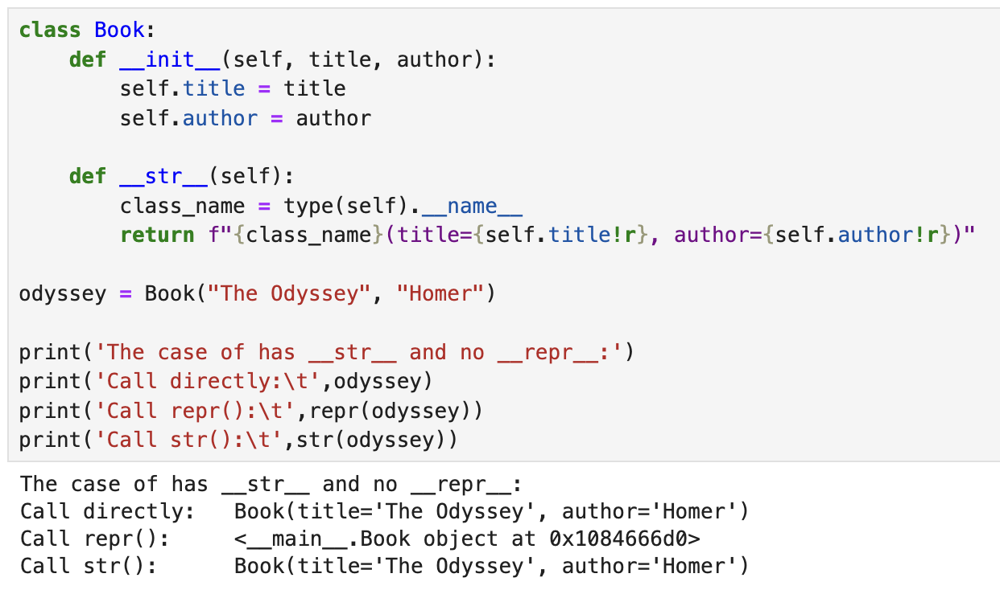 class Book:
    def __init__(self, title, author):
        self.title = title
        self.author = author
    def __str__(self):
        class_name = type(self).__name__
        return f"{class_name}(title={self.title!r}, author={self.author!r})"
odyssey = Book("The Odyssey", "Homer")
print('The case of has __str__ and no __repr__:')
print('Call directly:\t',odyssey)
print('Call repr():\t',repr(odyssey))
print('Call str():\t',str(odyssey))
The case of has __str__ and no __repr__:
Call directly:   Book(title='The Odyssey', author='Homer')
Call repr():     <__main__.Book object at 0x1084666d0>
Call str():      Book(title='The Odyssey', author='Homer')